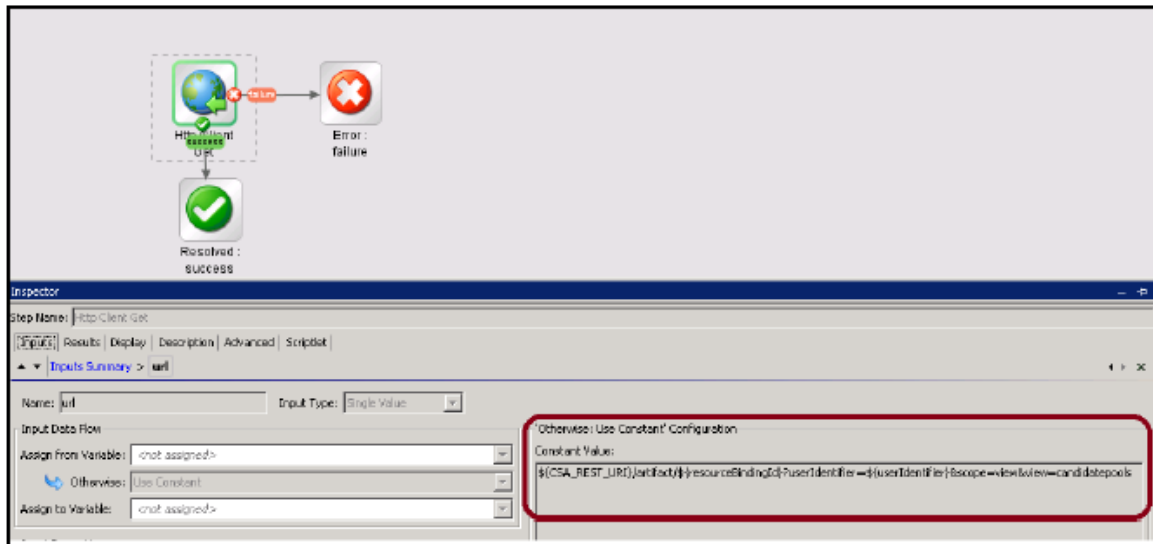 failure
Http Client
success
Get
Error :
failure
Resolved :
success
Inspector
Step Name: Http Client Get
Inputs Results Display Description Advanced Scriptlet
Inputs Summary > url
Name: url Input Type: Single Value
Input Data Flow
'Otherwise: Use Constant' Configuration
Assign from Variable: <not assigned>
Constant Value:
${CSA_REST_URI}/artifact/${resourceBindingId}?userIdentifier=${userIdentifier}&scope=view&view=candidatepools
Otherwise: Use Constant
Assign to Variable: <not assigned>